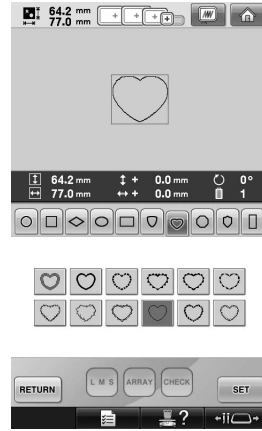 64.2 mm
77.0 mm
64.2 mm 0.0 mm 0°
77.0 mm 0.0 mm 1
L M S ARRAY CHECK
RETURN SET
?